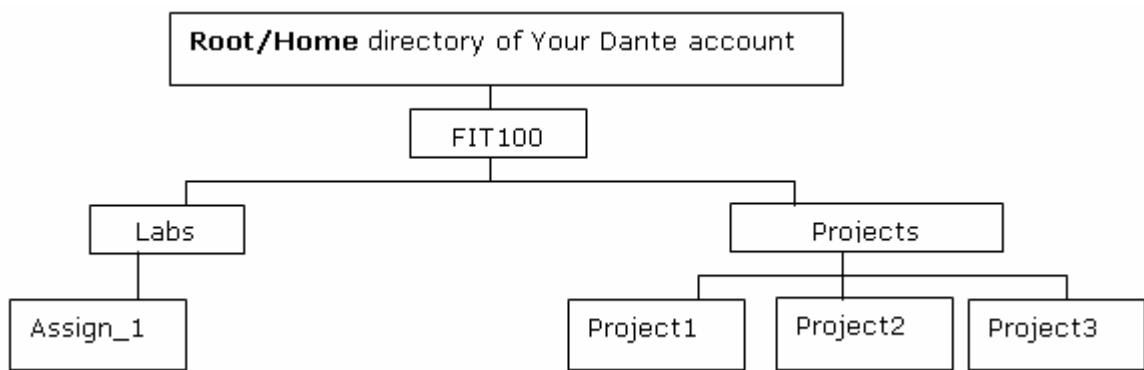 Root/Home directory of Your Dante account
FIT100
Labs
Projects
Assign_1
Project1
Project2
Project3